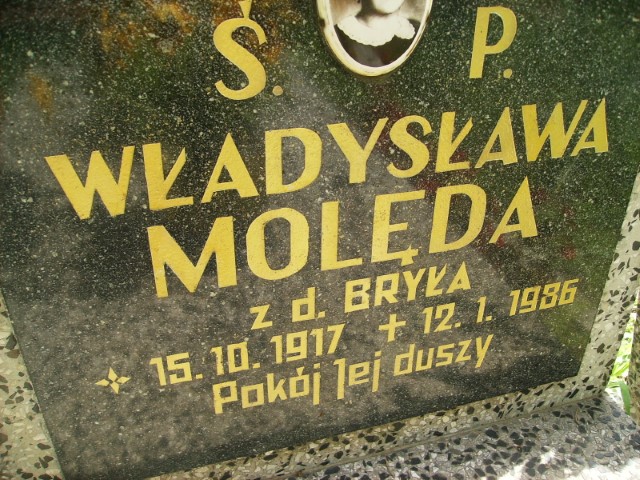 Ś. P.
WŁADYSŁAWA
MOLĘDA
z d. BRYŁA
15.10.1917 + 12.1.1986
Pokój Jej duszy